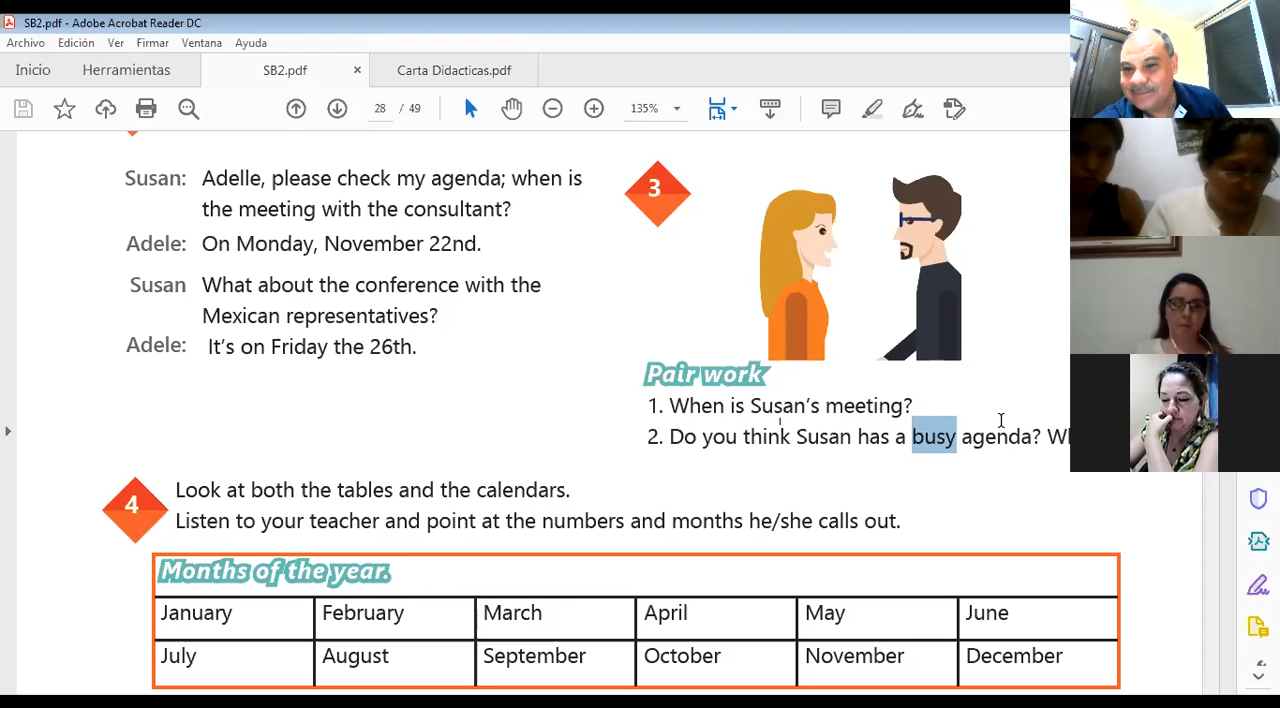 SB2.pdf - Adobe Acrobat Reader DC
Archivo Edición Ver Firmar Ventana Ayuda
Inicio Herramientas SB2.pdf × Carta Didacticas.pdf
28 / 49 135%
Susan: Adelle, please check my agenda; when is
the meeting with the consultant?
Adele: On Monday, November 22nd.
Susan What about the conference with the
Mexican representatives?
Adele: It's on Friday the 26th.
3
Pair work
1. When is Susan's meeting?
2. Do you think Susan has a busy agenda?
4
Look at both the tables and the calendars.
Listen to your teacher and point at the numbers and months he/she calls out.
Months of the year.
January February March April May June
July August September October November December